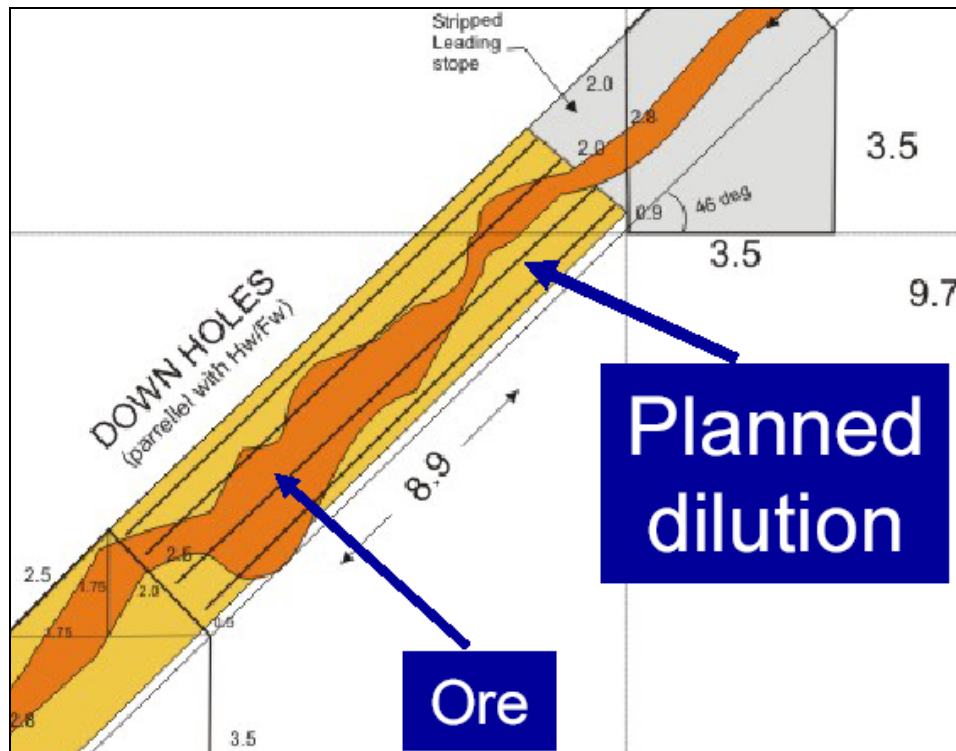 Stripped
Leading
stope
2.0
2.8
2.0
3.5
0.9
46 deg
3.5
9.7
DOWN HOLES
(parrellel with Hw/Fw)
Planned
dilution
8.9
2.5
2.5
1.75
2.0
1.75
0.5
2.8
3.5
Ore